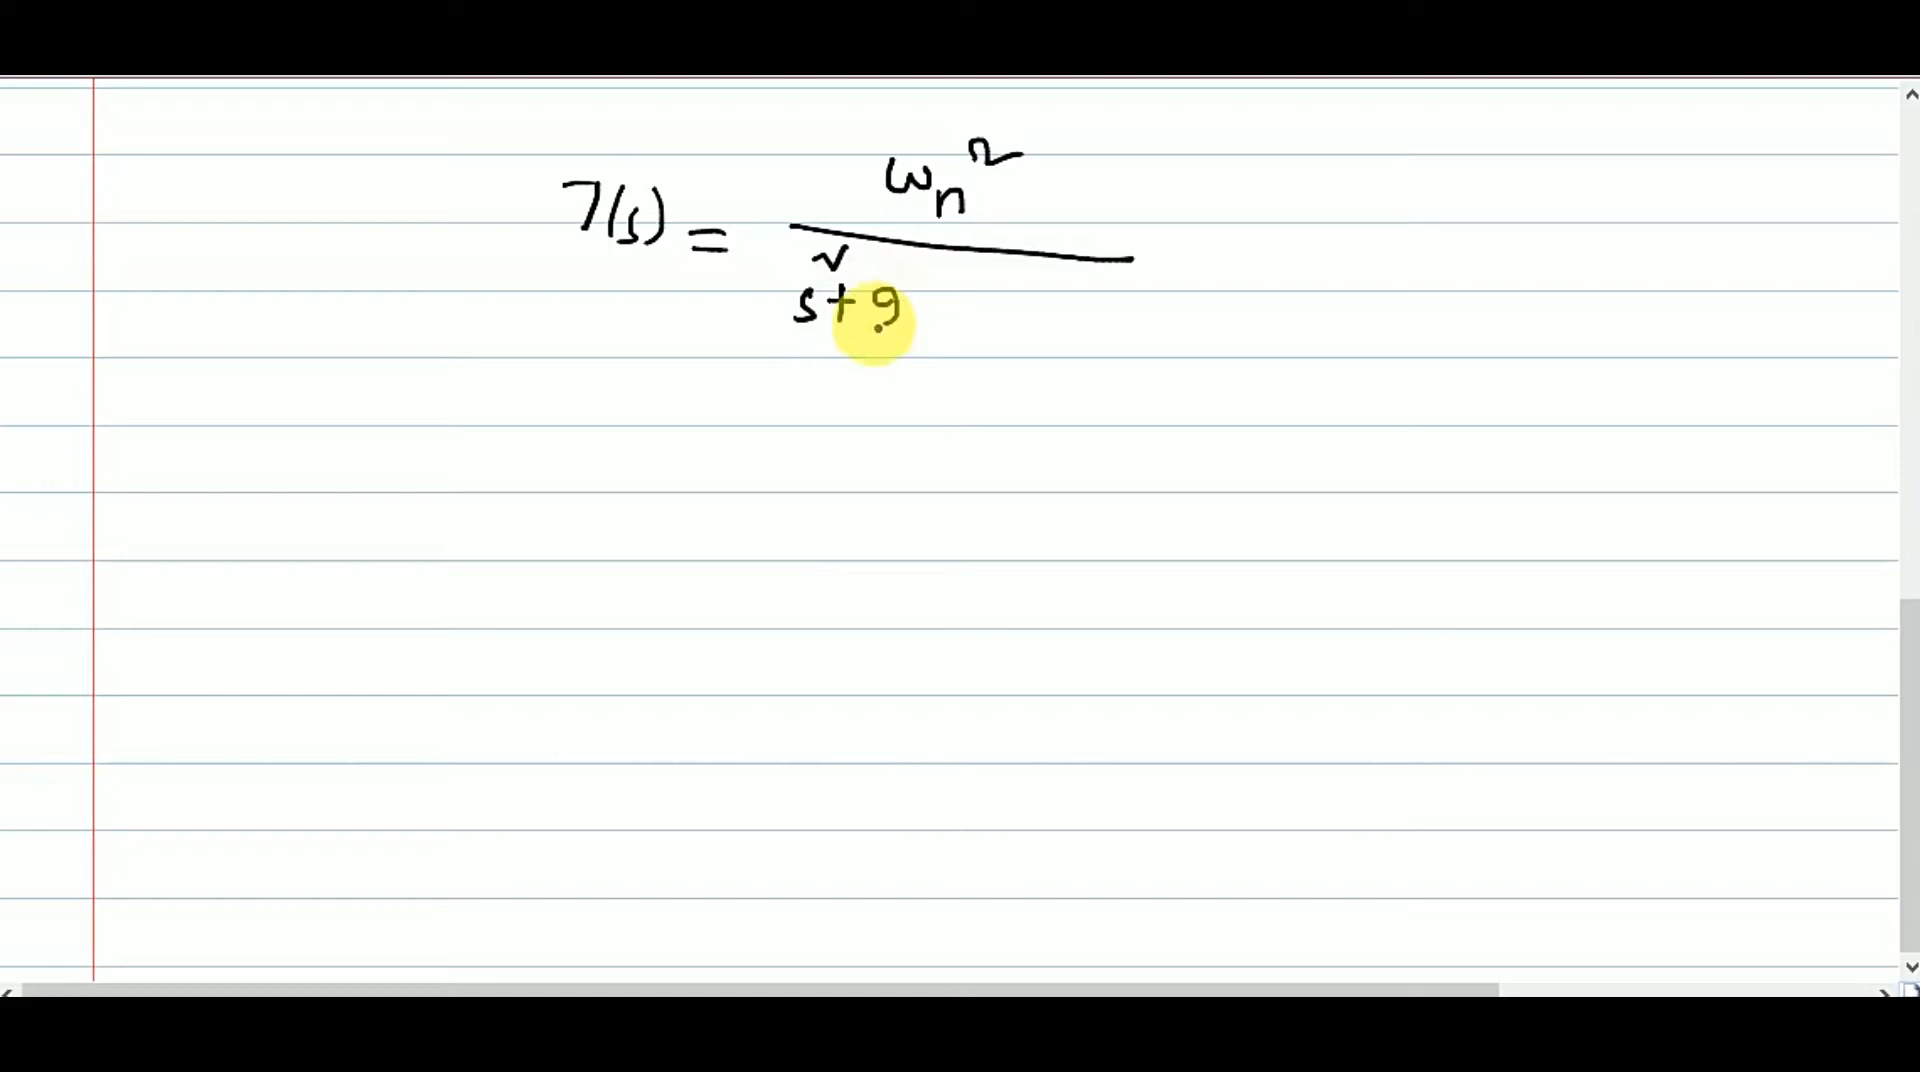 T(s) = ωn²
s² + 9